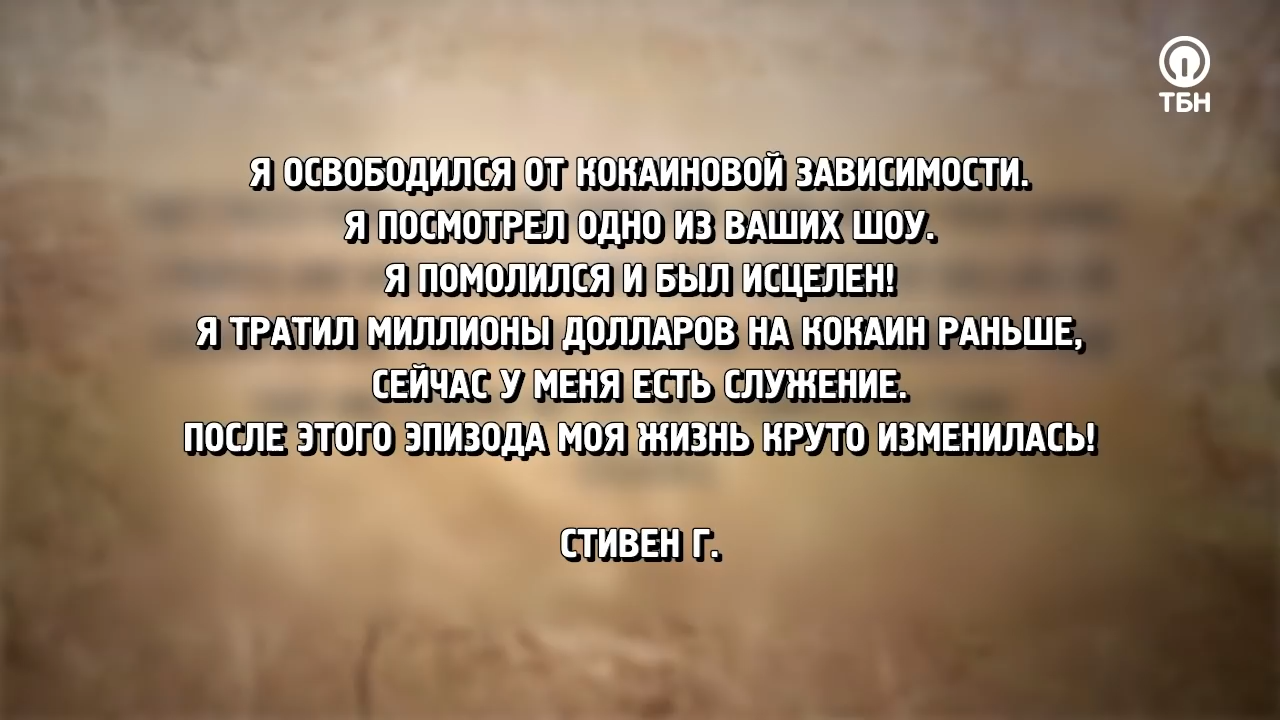 ТБН
Я ОСВОБОДИЛСЯ ОТ КОКАИНОВОЙ ЗАВИСИМОСТИ.
Я ПОСМОТРЕЛ ОДНО ИЗ ВАШИХ ШОУ.
Я ПОМОЛИЛСЯ И БЫЛ ИСЦЕЛЕН!
Я ТРАТИЛ МИЛЛИОНЫ ДОЛЛАРОВ НА КОКАИН РАНЬШЕ,
СЕЙЧАС У МЕНЯ ЕСТЬ СЛУЖЕНИЕ.
ПОСЛЕ ЭТОГО ЭПИЗОДА МОЯ ЖИЗНЬ КРУТО ИЗМЕНИЛАСЬ!
СТИВЕН Г.